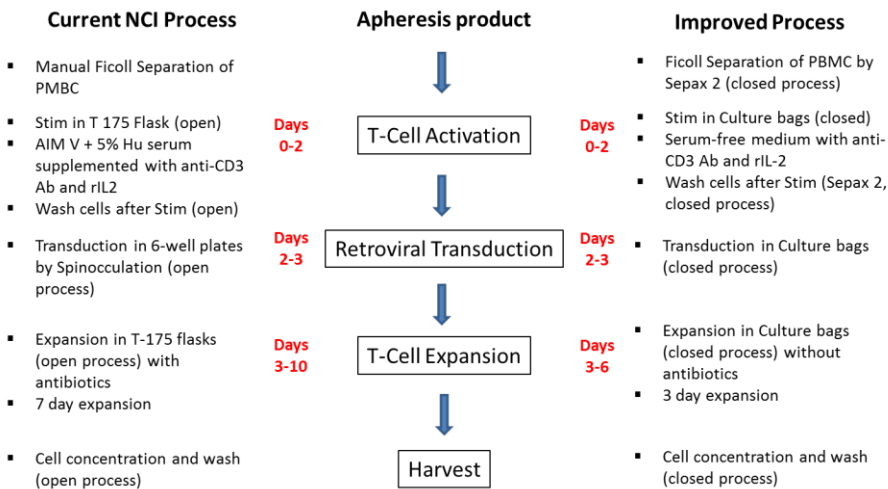 Current NCI Process
Apheresis product
Improved Process
▪ Manual Ficoll Separation of
PMBC
▪ Ficoll Separation of PBMC by
Sepax 2 (closed process)
▪ Stim in T 175 Flask (open)
▪ AIM V + 5% Hu serum
supplemented with anti-CD3
Ab and rIL2
▪ Wash cells after Stim (open)
Days
0-2
T-Cell Activation
Days
0-2
▪ Stim in Culture bags (closed)
▪ Serum-free medium with anti-
CD3 Ab and rIL-2
▪ Wash cells after Stim (Sepax 2,
closed process)
▪ Transduction in 6-well plates
by Spinocculation (open
process)
Days
2-3
Retroviral Transduction
Days
2-3
▪ Transduction in Culture bags
(closed process)
▪ Expansion in T-175 flasks
(open process) with
antibiotics
▪ 7 day expansion
Days
3-10
T-Cell Expansion
Days
3-6
▪ Expansion in Culture bags
(closed process) without
antibiotics
▪ 3 day expansion
▪ Cell concentration and wash
(open process)
Harvest
▪ Cell concentration and wash
(closed process)